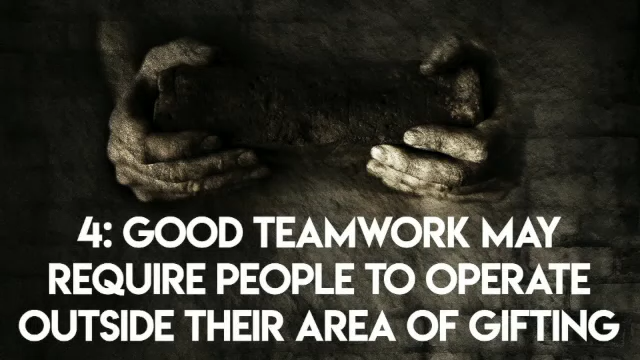 4: GOOD TEAMWORK MAY
REQUIRE PEOPLE TO OPERATE
OUTSIDE THEIR AREA OF GIFTING